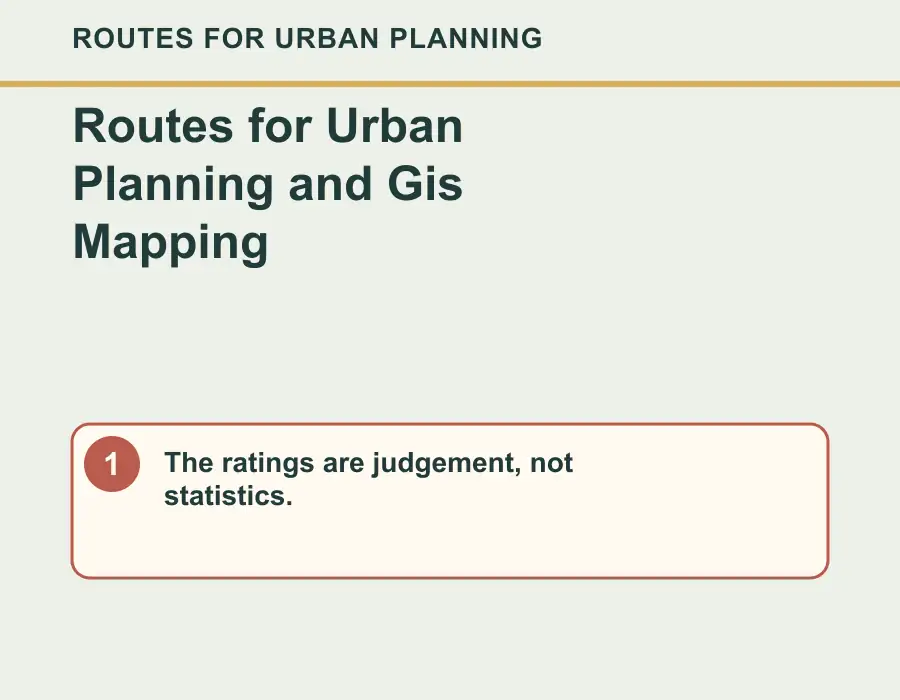 ROUTES FOR URBAN PLANNING
Routes for Urban
Planning and Gis
Mapping
1
The ratings are judgement, not
statistics.